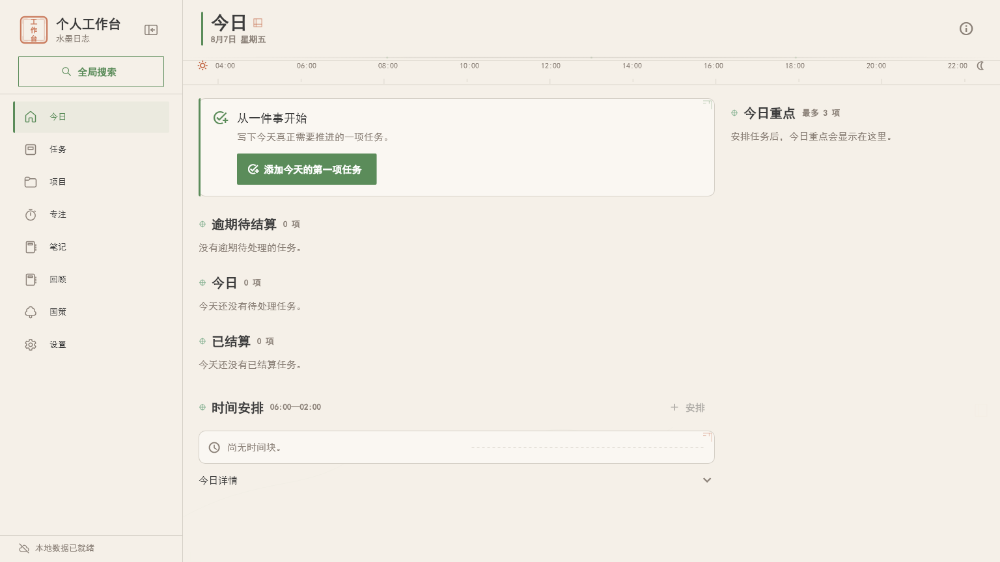 工作台
个人工作台
水墨日志
全局搜索
今日
任务
项目
专注
笔记
回顾
国策
设置
本地数据已就绪
今日
8月7日 星期五
04:00 06:00 08:00 10:00 12:00 14:00 16:00 18:00 20:00 22:00
从一件事开始
写下今天真正需要推进的一项任务。
添加今天的第一项任务
逾期待结算 0 项
没有逾期待处理的任务。
今日 0 项
今天还没有待处理任务。
已结算 0 项
今天还没有已结算任务。
时间安排 06:00—02:00
安排
尚无时间块。
今日详情
今日重点 最多 3 项
安排任务后，今日重点会显示在这里。